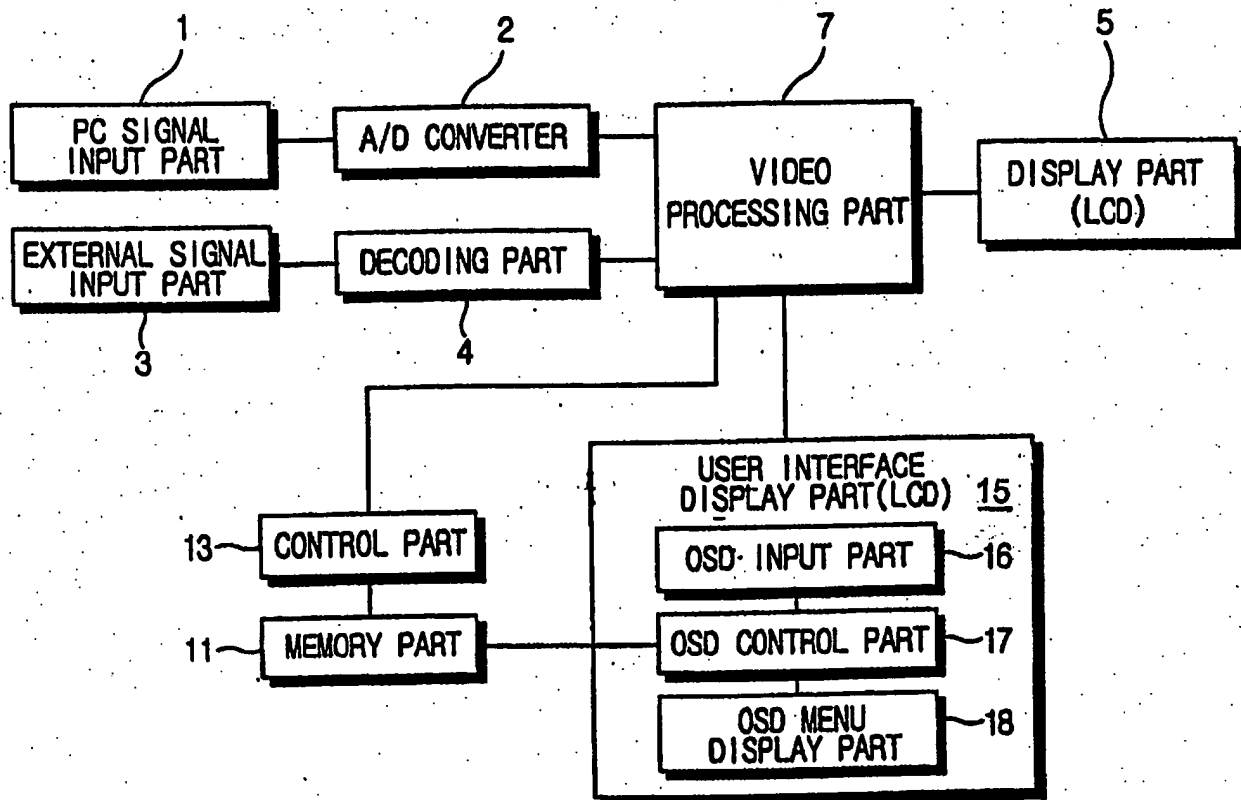 1
2
7
5
PC SIGNAL
INPUT PART
A/D CONVERTER
VIDEO
PROCESSING PART
DISPLAY PART
(LCD)
EXTERNAL SIGNAL
INPUT PART
DECODING PART
3
4
USER INTERFACE
DISPLAY PART(LCD) 15
13
CONTROL PART
OSD INPUT PART
16
11
MEMORY PART
OSD CONTROL PART
17
OSD MENU
DISPLAY PART
18